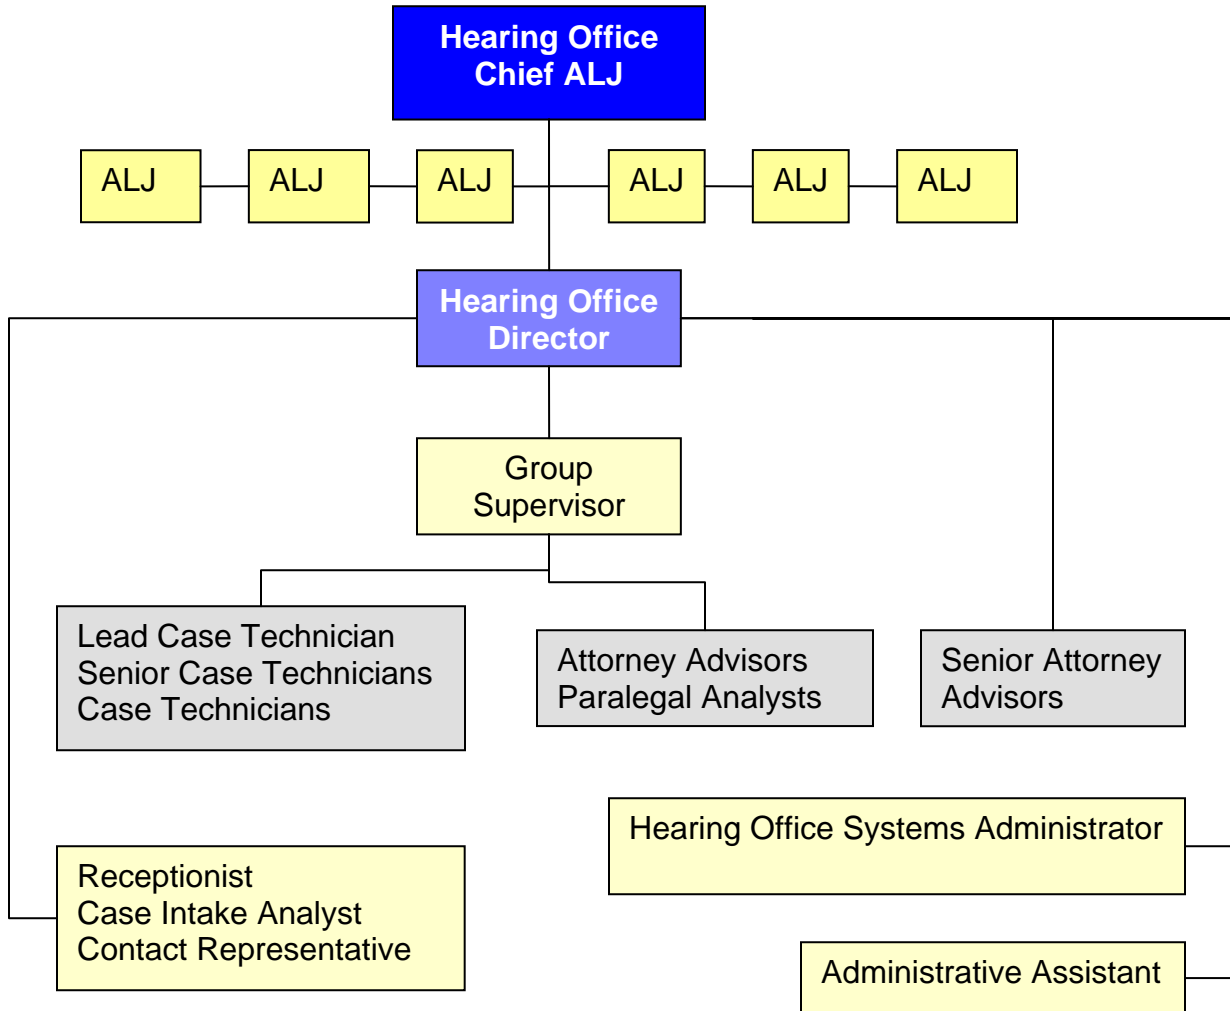 Hearing Office
Chief ALJ
ALJ
ALJ
ALJ
ALJ
ALJ
ALJ
Hearing Office
Director
Group
Supervisor
Lead Case Technician
Senior Case Technicians
Case Technicians
Attorney Advisors
Paralegal Analysts
Senior Attorney
Advisors
Hearing Office Systems Administrator
Receptionist
Case Intake Analyst
Contact Representative
Administrative Assistant